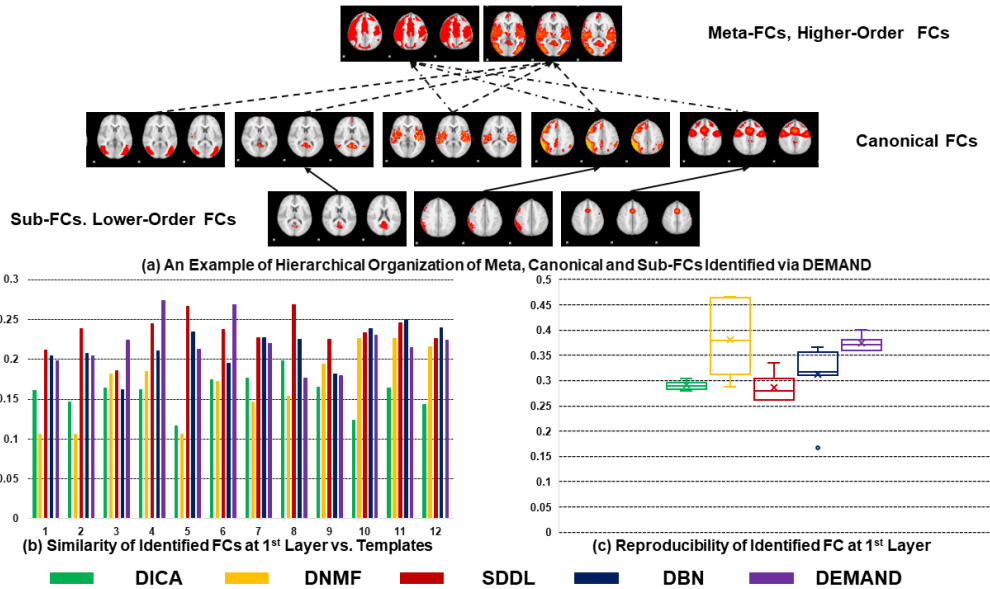 Meta-FCs, Higher-Order FCs
Canonical FCs
Sub-FCs. Lower-Order FCs
(a) An Example of Hierarchical Organization of Meta, Canonical and Sub-FCs Identified via DEMAND
0.3
0.25
0.2
0.15
0.1
0.05
0
1 2 3 4 5 6 7 8 9 10 11 12
(b) Similarity of Identified FCs at 1st Layer vs. Templates
0.5
0.45
0.4
0.35
0.3
0.25
0.2
0.15
0.1
0.05
0
(c) Reproducibility of Identified FC at 1st Layer
DICA DNMF SDDL DBN DEMAND